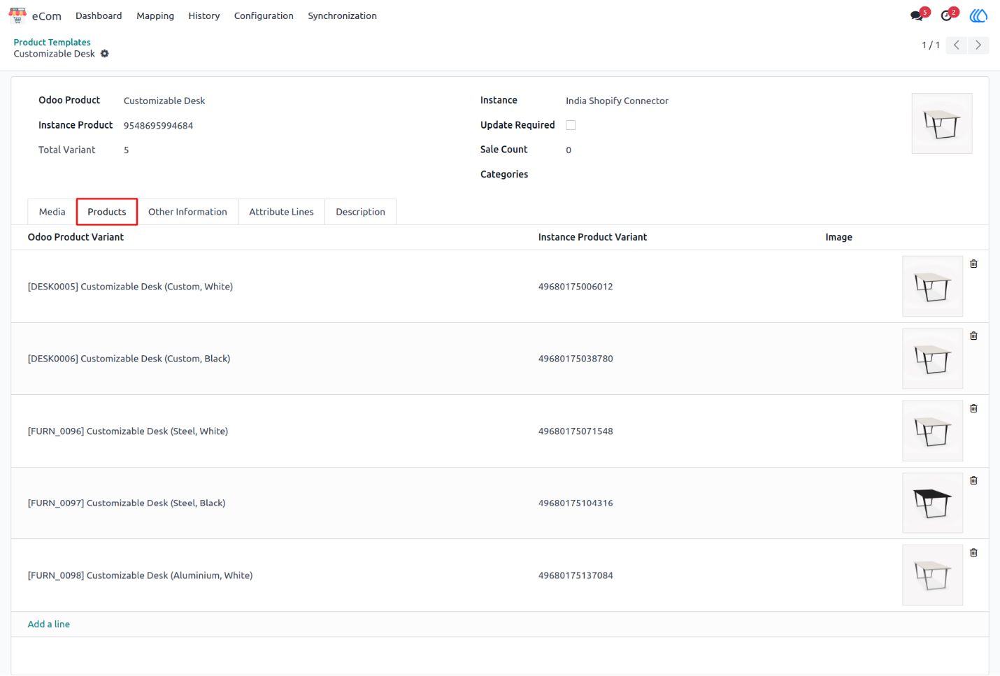 eCom Dashboard Mapping History Configuration Synchronization 5 2
Product Templates
Customizable Desk
1 / 1
Odoo Product Customizable Desk Instance India Shopify Connector
Instance Product 9548695994684 Update Required
Total Variant 5 Sale Count 0
Categories
Media Products Other Information Attribute Lines Description
Odoo Product Variant Instance Product Variant Image
[DESK0005] Customizable Desk (Custom, White) 49680175006012
[DESK0006] Customizable Desk (Custom, Black) 49680175038780
[FURN_0096] Customizable Desk (Steel, White) 49680175071548
[FURN_0097] Customizable Desk (Steel, Black) 49680175104316
[FURN_0098] Customizable Desk (Aluminium, White) 49680175137084
Add a line